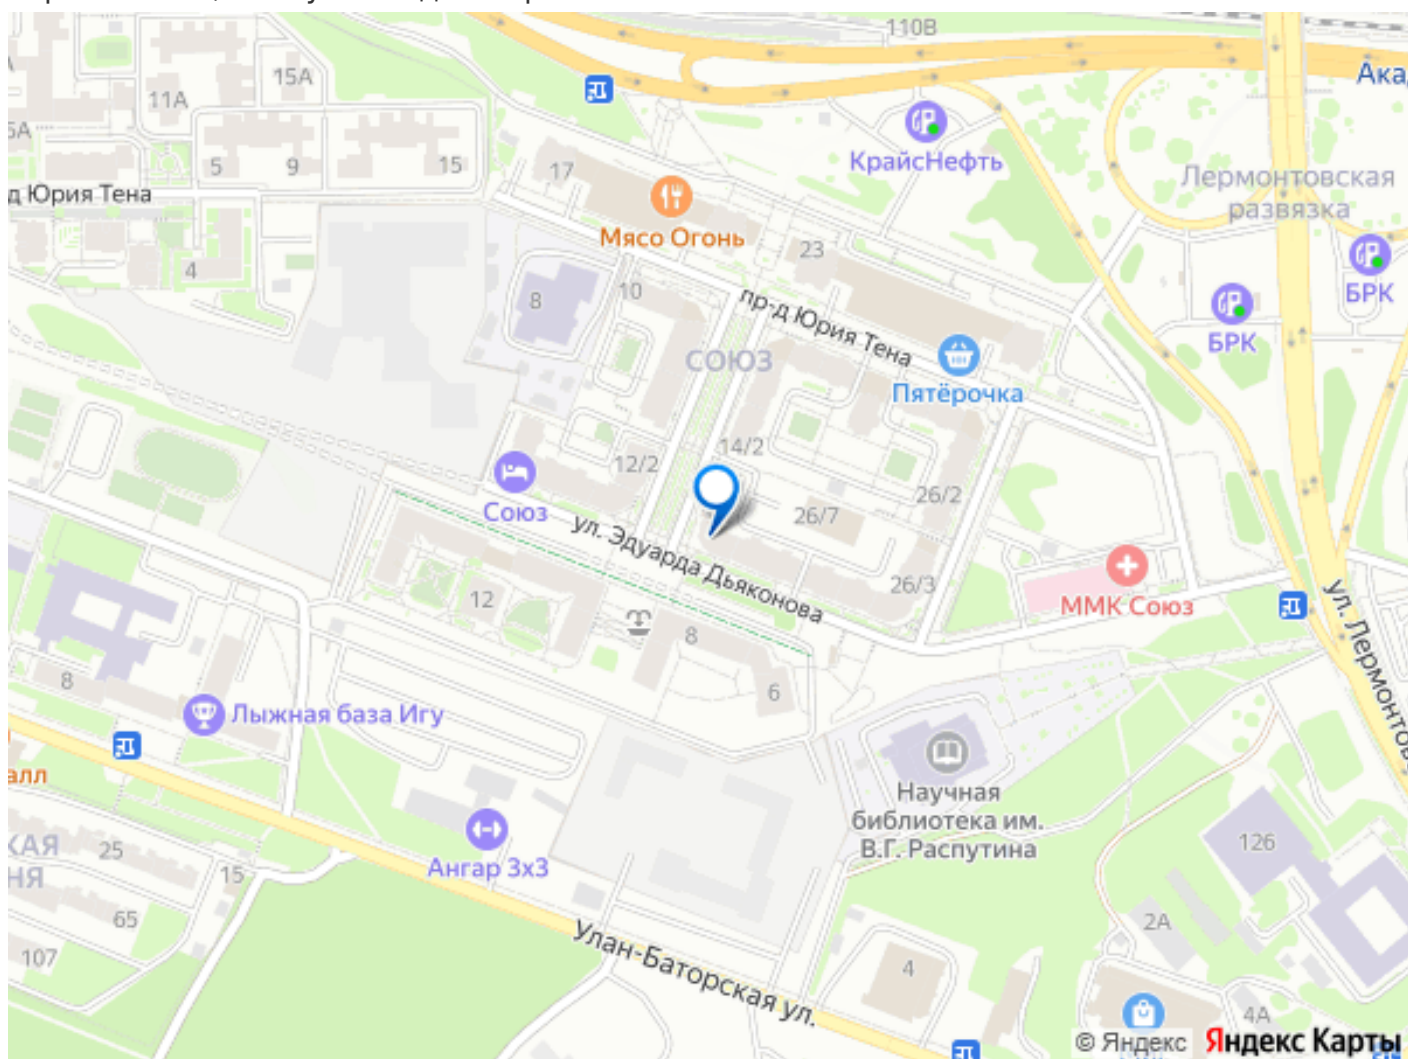 110В
15А
11А
Ака
5
9
15
17
КрайсНефть
д Юрия Тена
Лермонтовская
развязка
Мясо Огонь
23
4
8
10
БРК
БРК
пр-д Юрия Тена
СОЮЗ
Пятёрочка
14/2
12/2
26/2
Союз
26/7
ул. Эдуарда Дьяконова
26/3
ММК Союз
12
8
ул. Лермонтов
8
6
Лыжная база Игу
алл
Научная
библиотека им.
В.Г. Распутина
КАЯ
НЯ
25
15
Ангар 3х3
126
65
107
2А
Улан-Баторская ул.
4
4А
© Яндекс Яндекс Карты